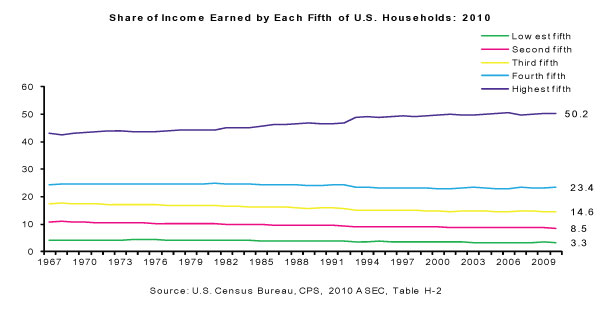 Share of Income Earned by Each Fifth of U.S. Households: 2010
Low est fifth
Second fifth
Third fifth
Fourth fifth
Highest fifth
60
50
40
30
20
10
0
50.2
23.4
14.6
8.5
3.3
1967 1970 1973 1976 1979 1982 1985 1988 1991 1994 1997 2000 2003 2006 2009
Source: U.S. Census Bureau, CPS, 2010 ASEC, Table H-2